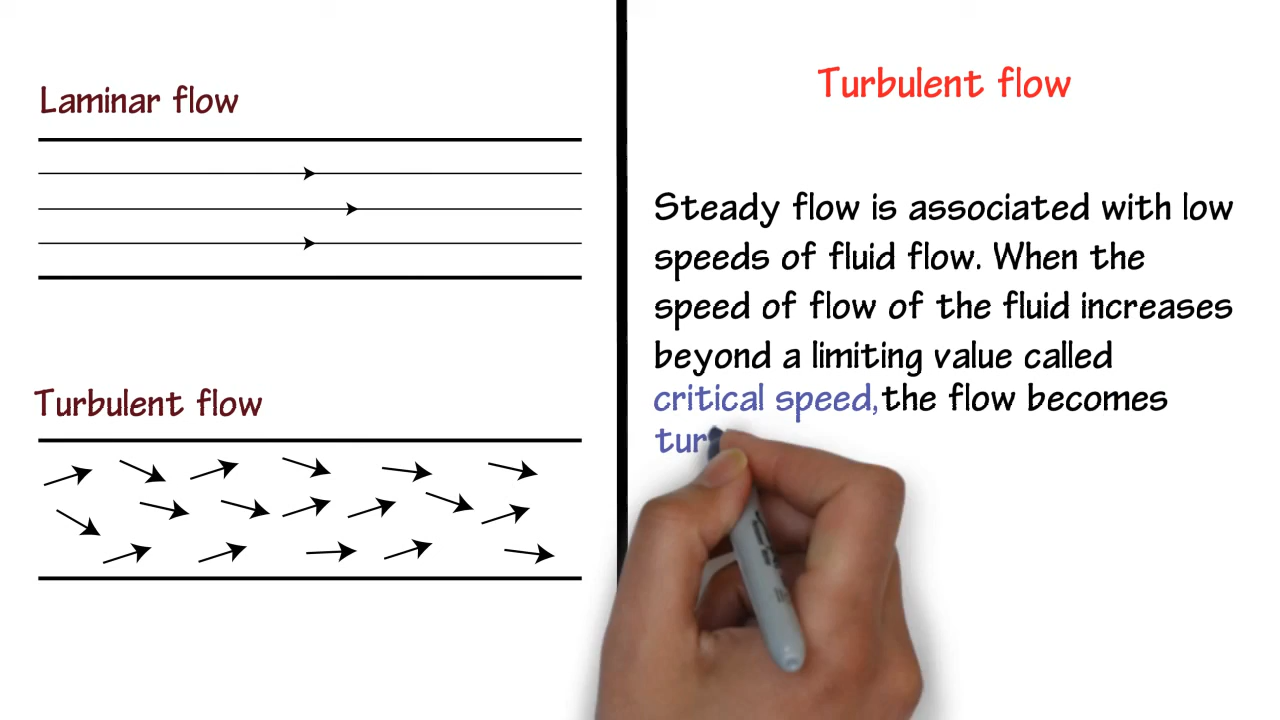 Laminar flow
Turbulent flow
Turbulent flow
Steady flow is associated with low
speeds of fluid flow. When the
speed of flow of the fluid increases
beyond a limiting value called
critical speed, the flow becomes
tur